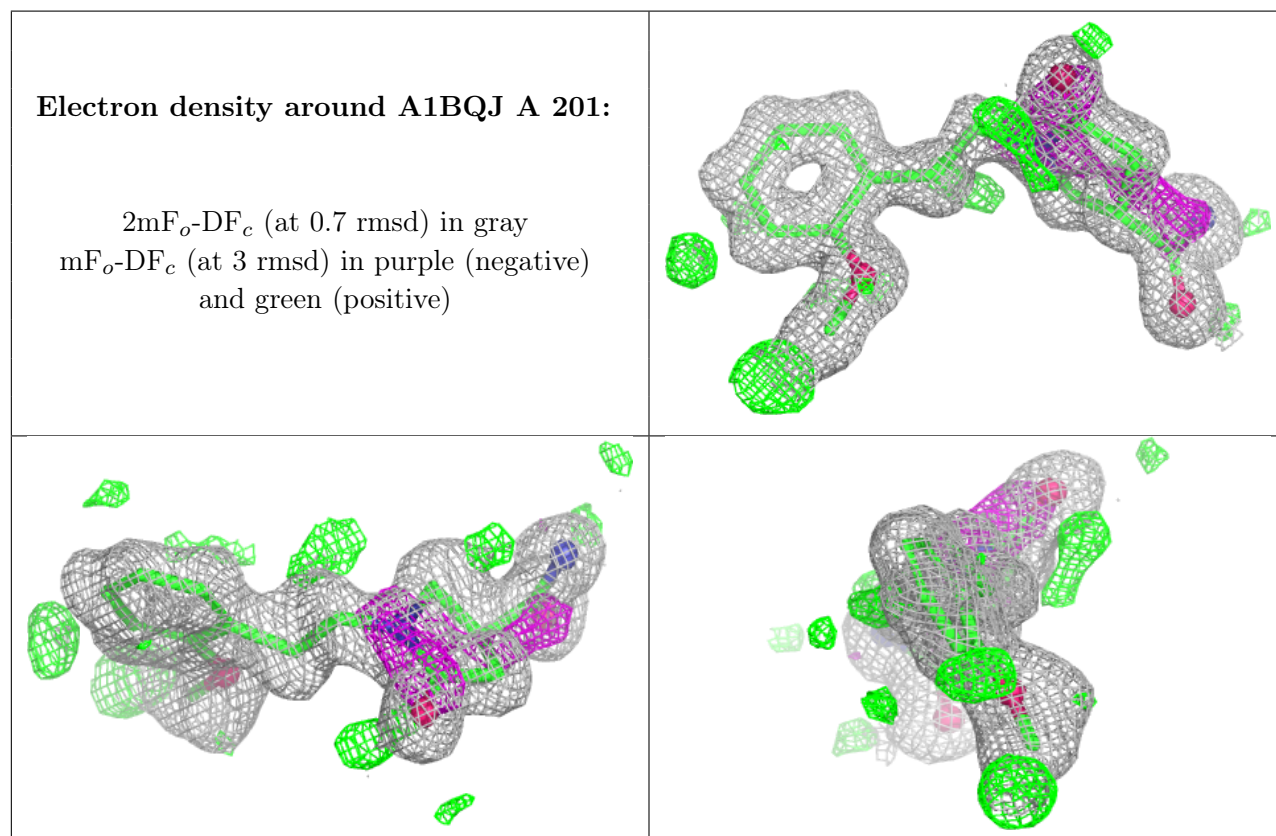 Electron density around A1BQJ A 201:
2mFₒ-DF𝒸 (at 0.7 rmsd) in gray
mFₒ-DF𝒸 (at 3 rmsd) in purple (negative)
and green (positive)